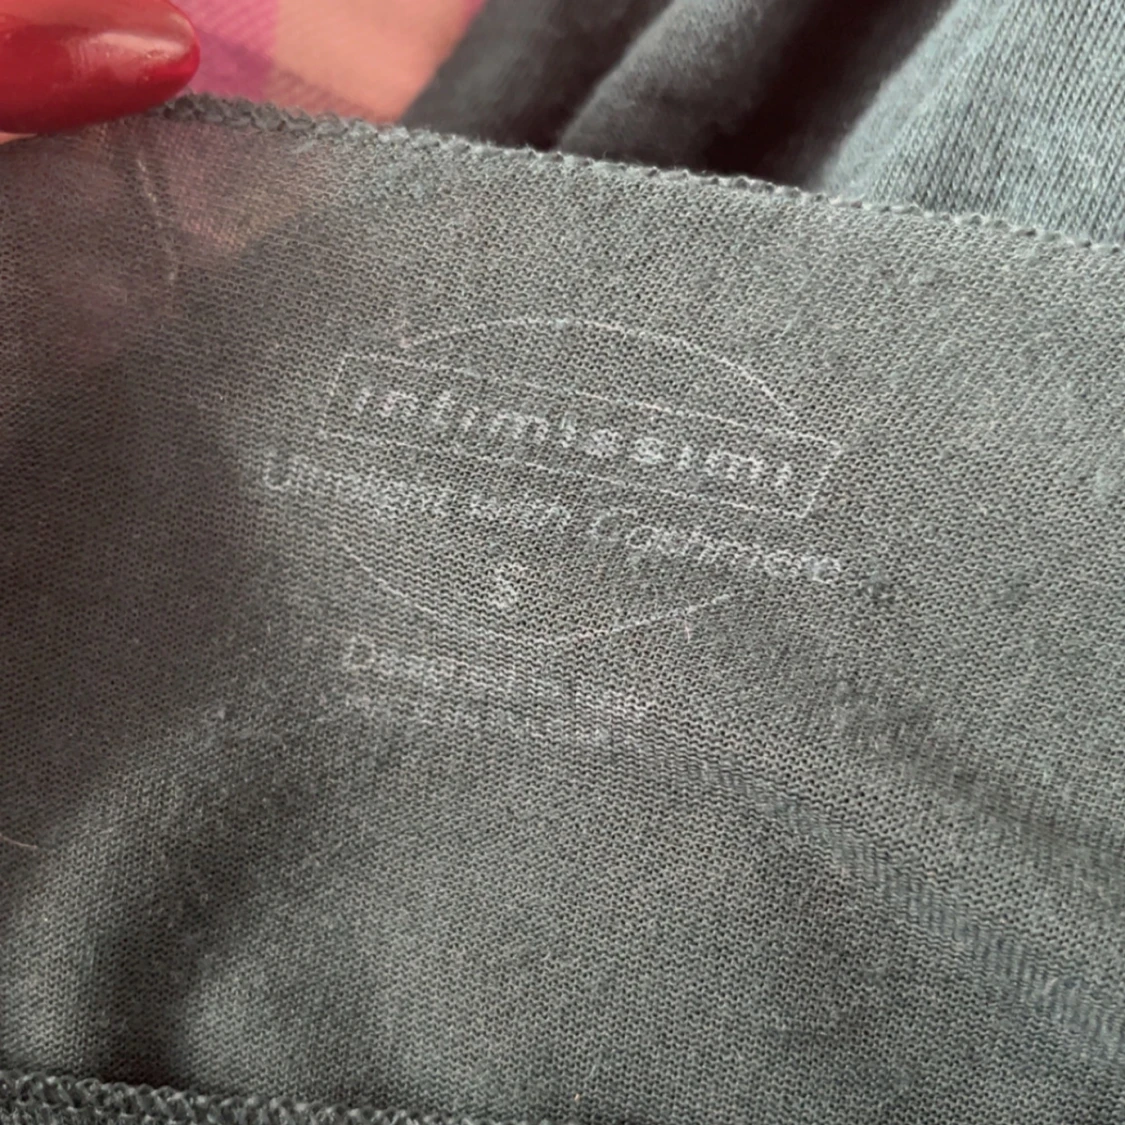 intimissimi
Ultralight with Cashmere
S